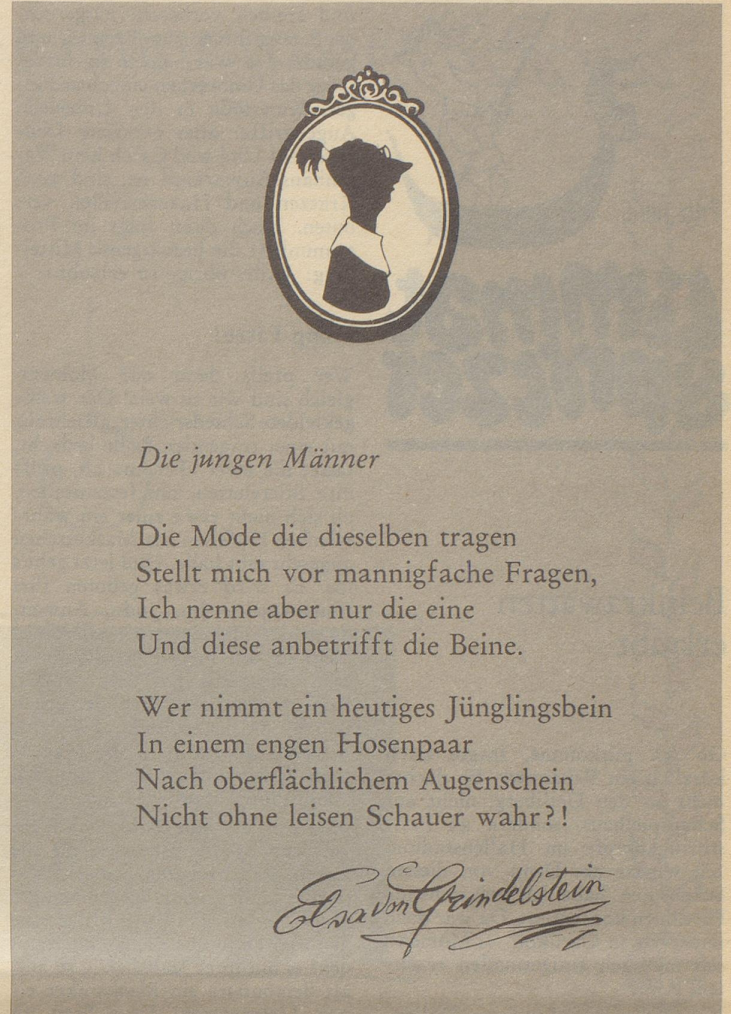 Die jungen Männer
Die Mode die dieselben tragen
Stellt mich vor mannigfache Fragen,
Ich nenne aber nur die eine
Und diese anbetrifft die Beine.
Wer nimmt ein heutiges Jünglingsbein
In einem engen Hosenpaar
Nach oberflächlichem Augenschein
Nicht ohne leisen Schauer wahr?!
Elsa von Grindelstein